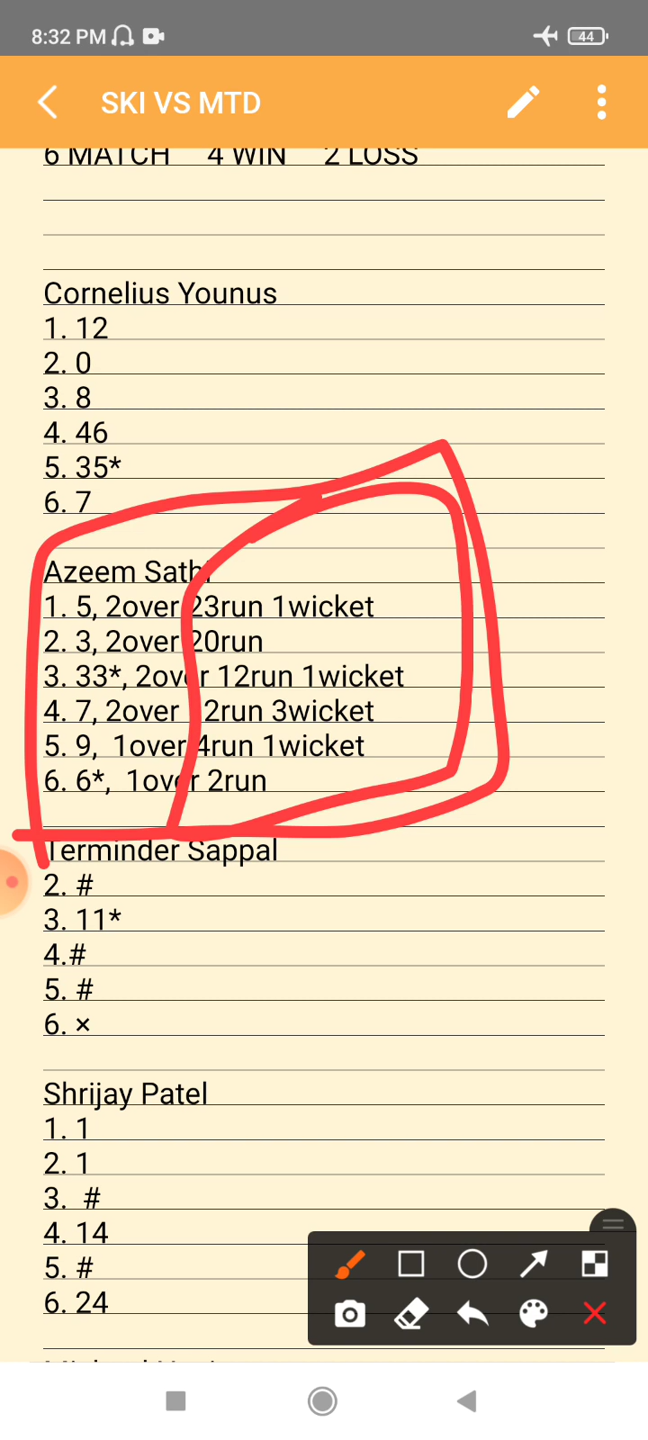 8:32 PM
44
SKI VS MTD
6 MATCH 4 WIN 2 LOSS
Cornelius Younus
1. 12
2. 0
3. 8
4. 46
5. 35*
6. 7
Azeem Sathi
1. 5, 2over 23run 1wicket
2. 3, 2over 20run
3. 33*, 2over 12run 1wicket
4. 7, 2over 2run 3wicket
5. 9, 1over 4run 1wicket
6. 6*, 1over 2run
Terminder Sappal
2. #
3. 11*
4.#
5. #
6. ×
Shrijay Patel
1. 1
2. 1
3. #
4. 14
5. #
6. 24